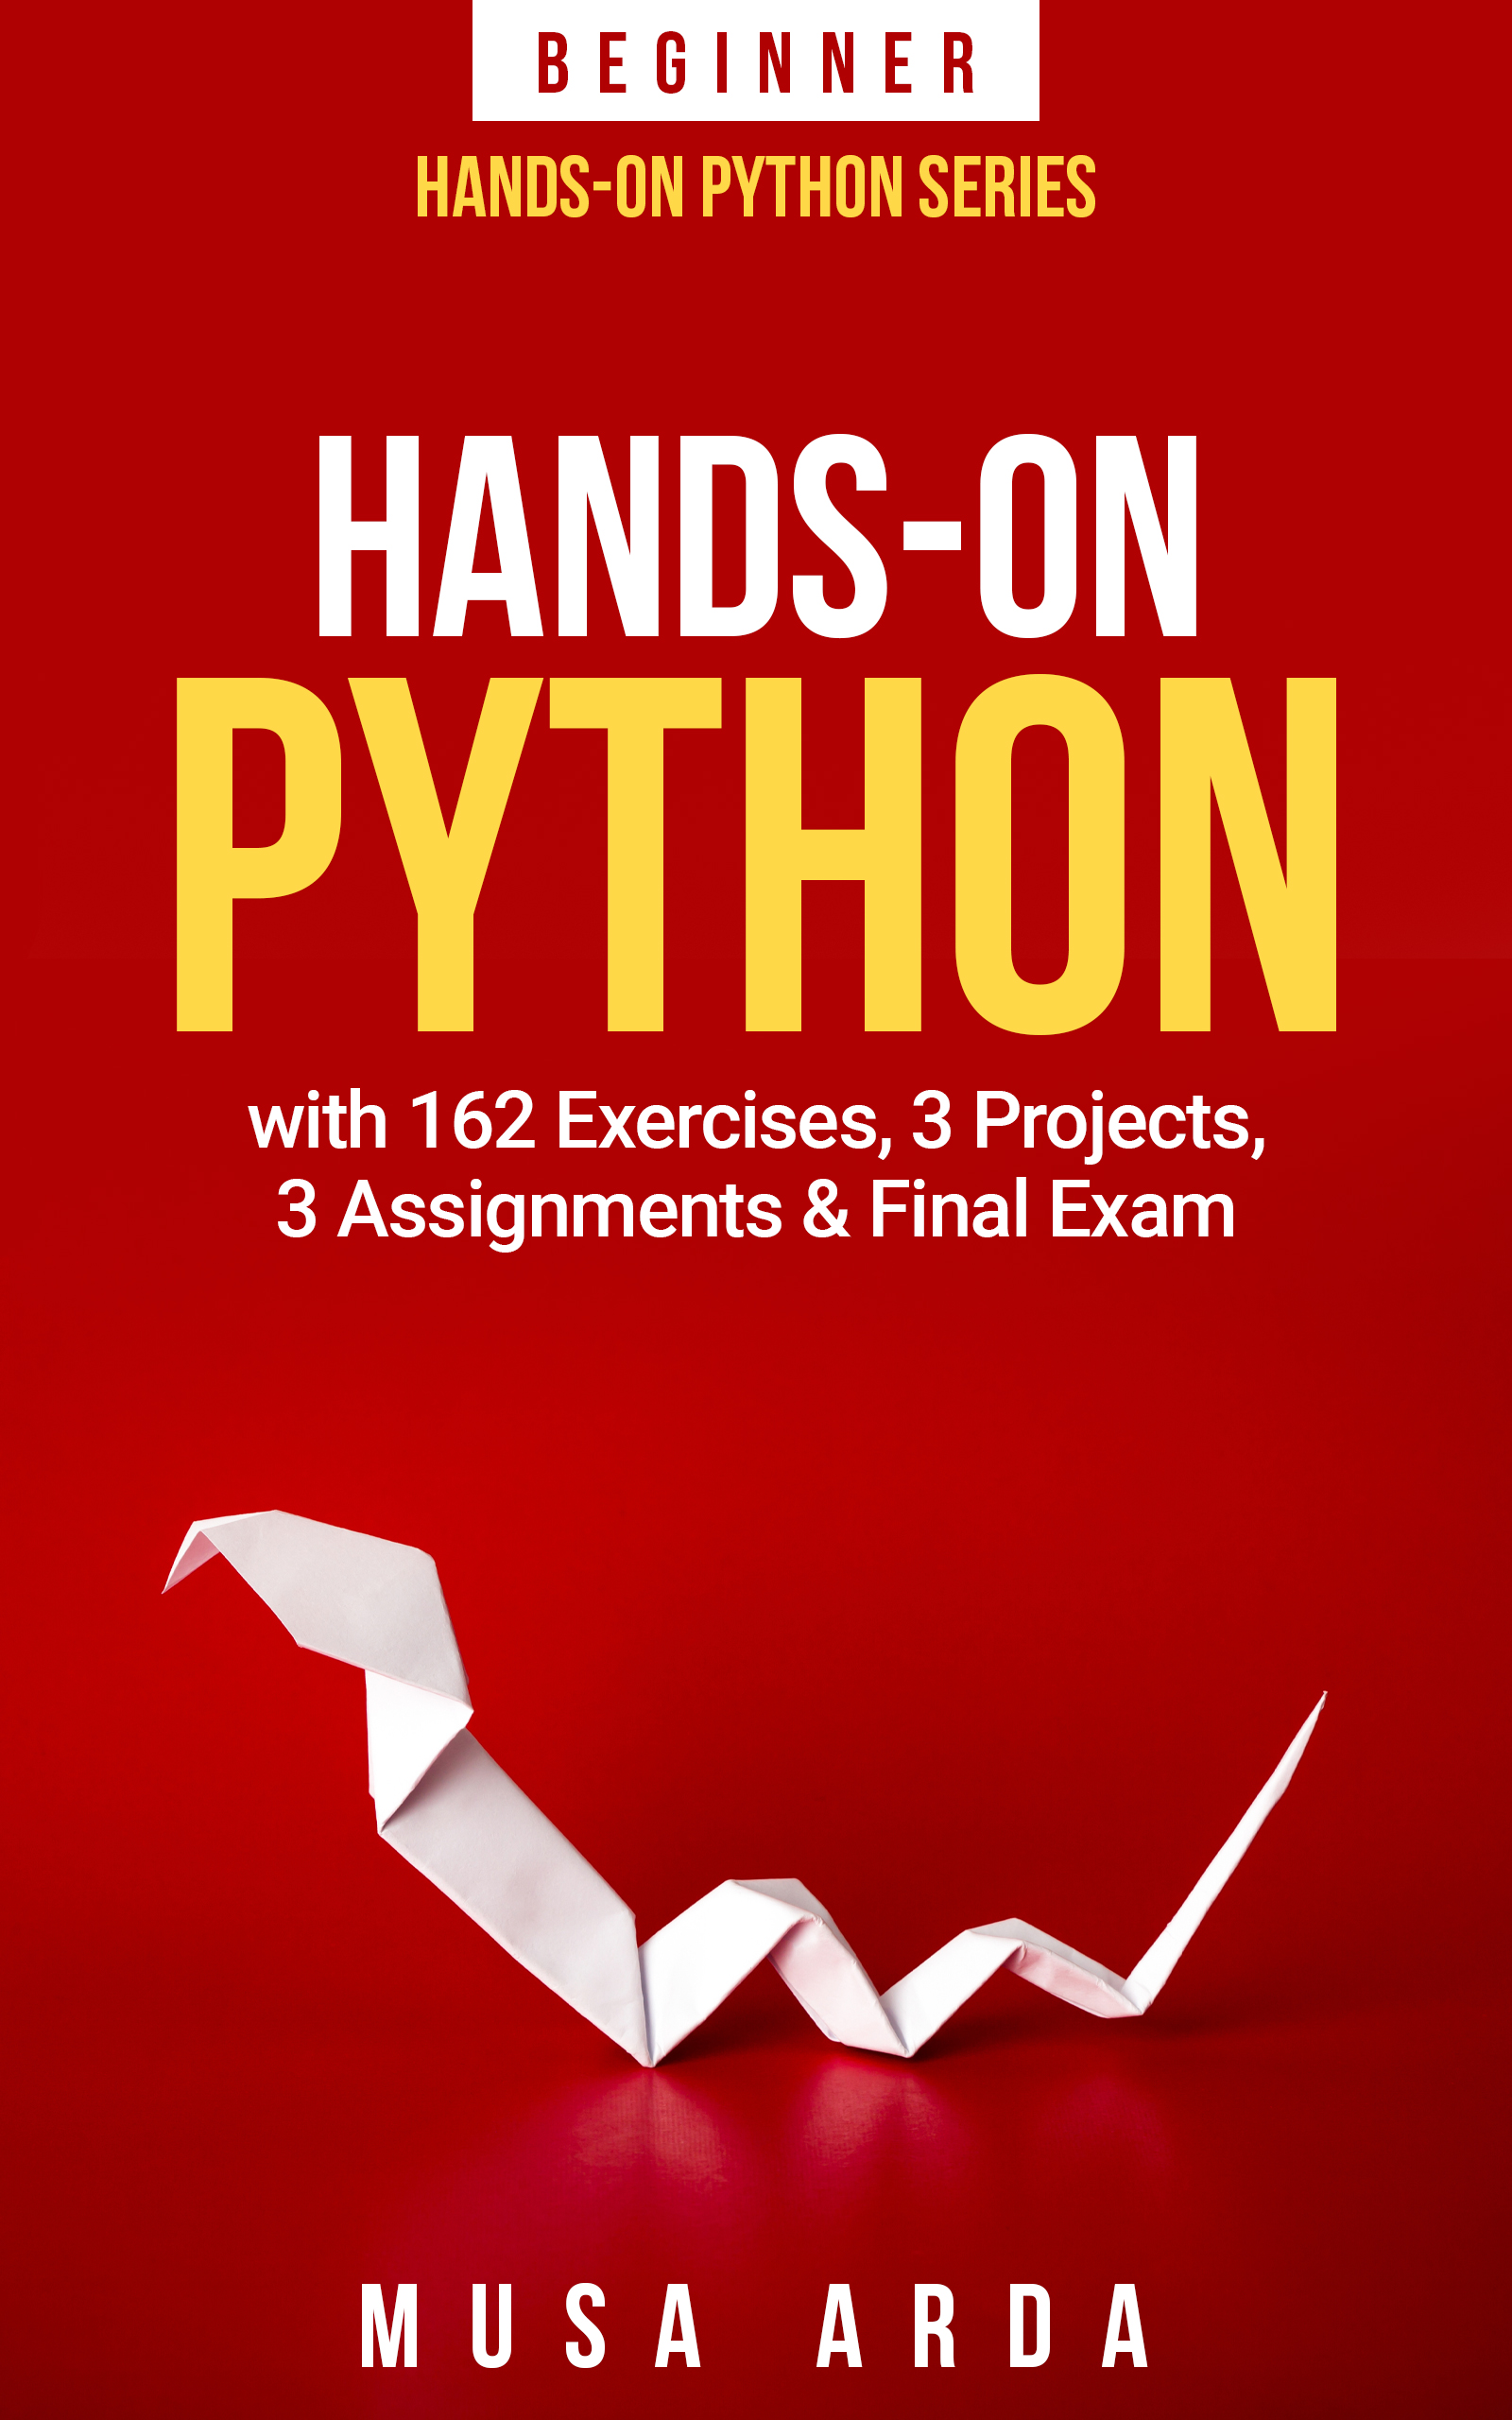 BEGINNER
HANDS-ON PYTHON SERIES
HANDS-ON
PYTHON
with 162 Exercises, 3 Projects,
3 Assignments & Final Exam
MUSA ARDA